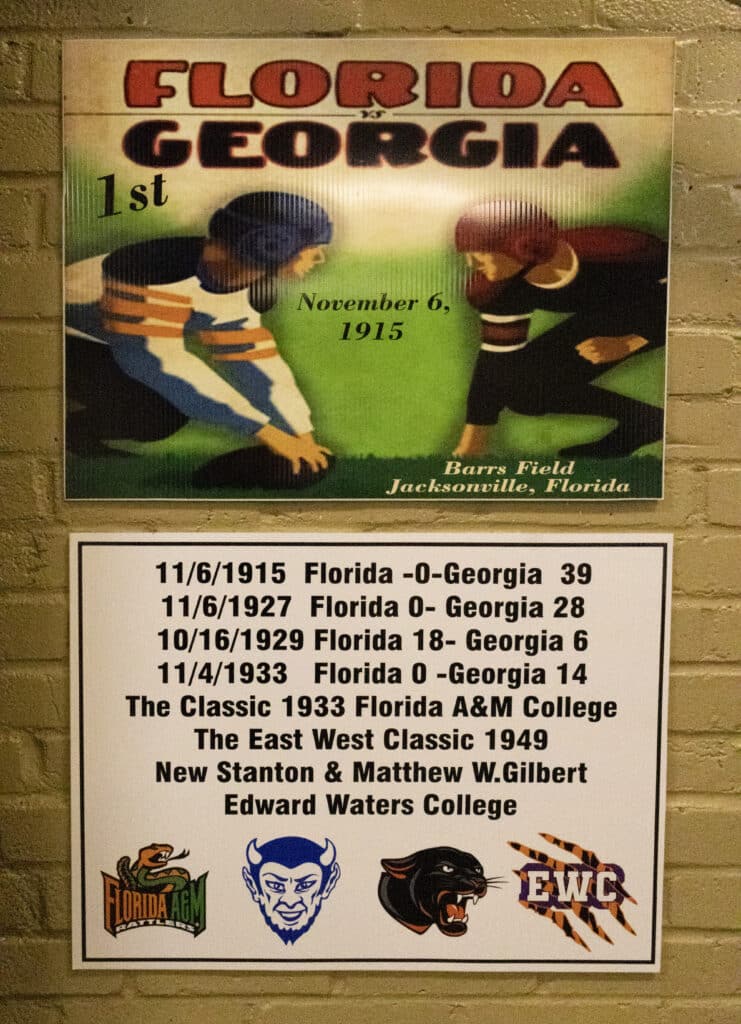 FLORIDA
VS
GEORGIA
1st
November 6,
1915
Barrs Field
Jacksonville, Florida
11/6/1915 Florida -0-Georgia 39
11/6/1927 Florida 0- Georgia 28
10/16/1929 Florida 18- Georgia 6
11/4/1933 Florida 0 -Georgia 14
The Classic 1933 Florida A&M College
The East West Classic 1949
New Stanton & Matthew W.Gilbert
Edward Waters College
FLORIDA A&M
RATTLERS
EWC